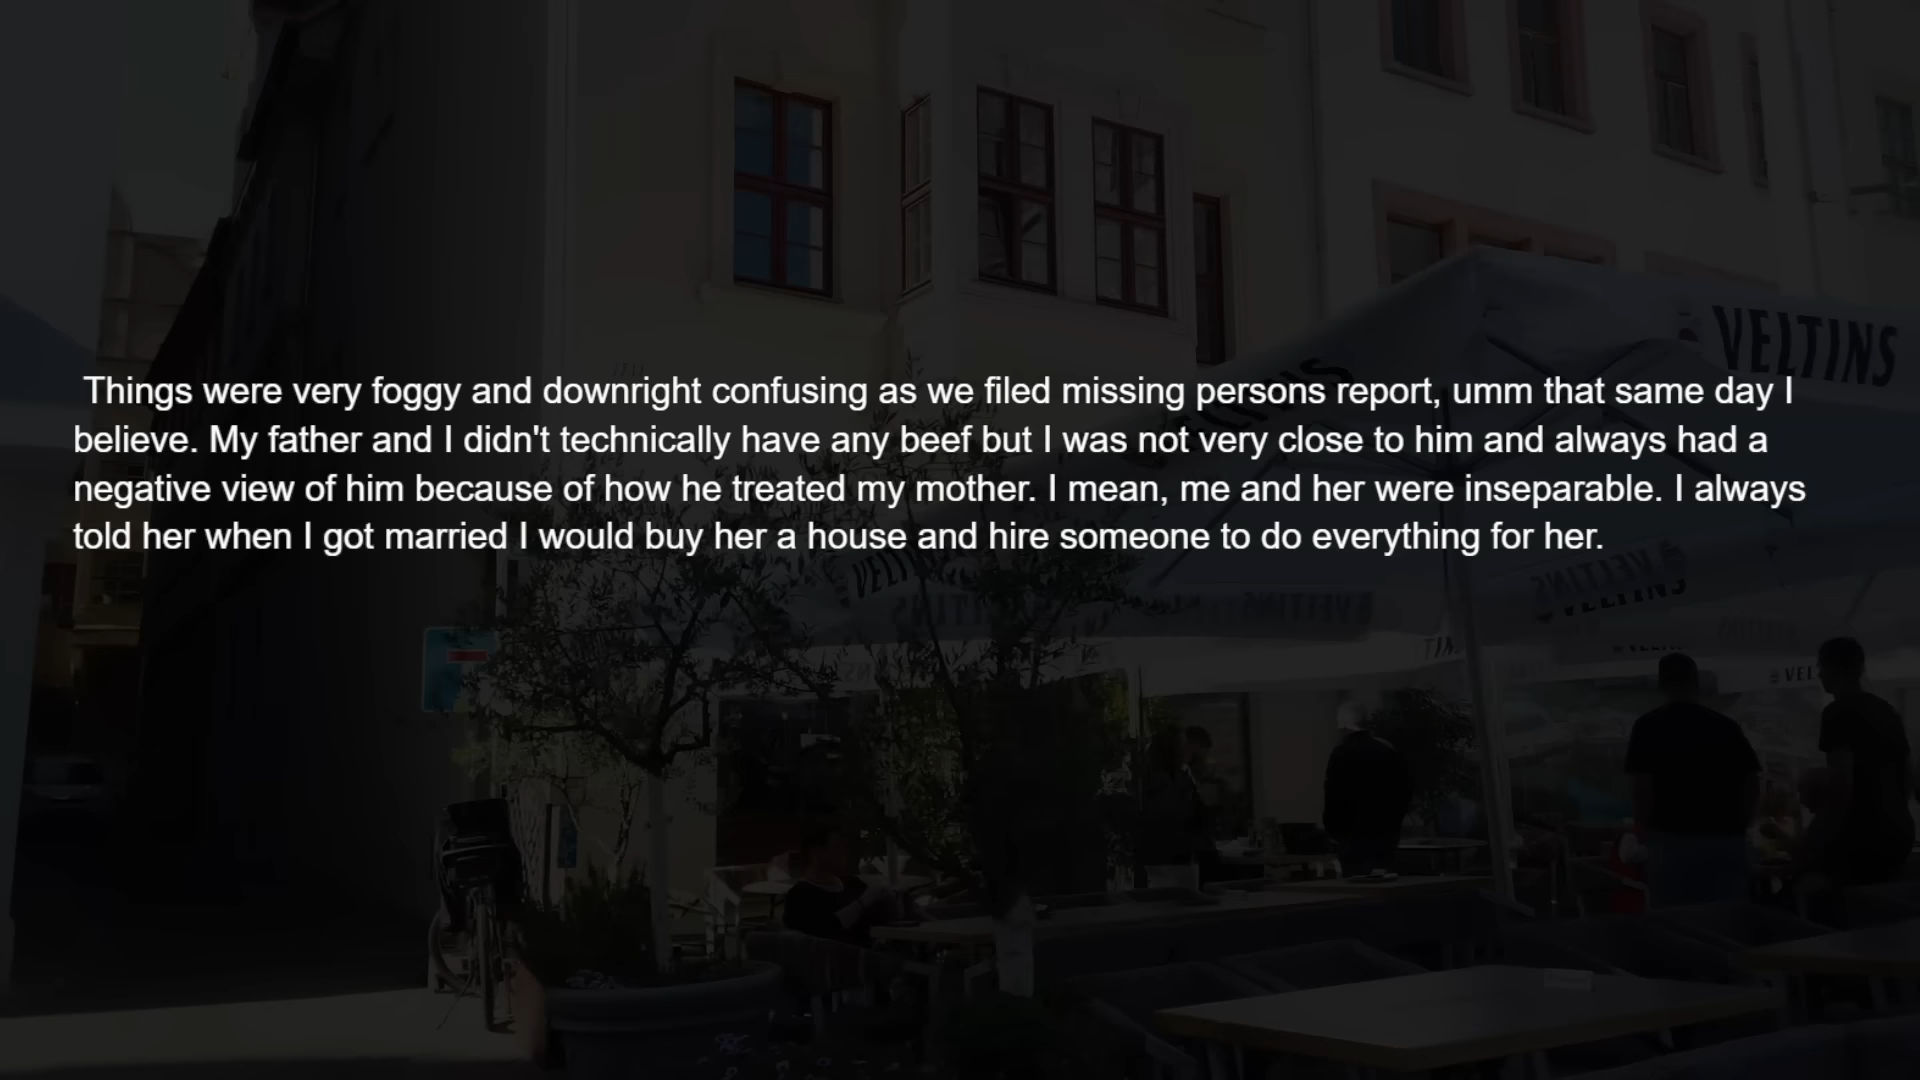 Things were very foggy and downright confusing as we filed missing persons report, umm that same day I
believe. My father and I didn't technically have any beef but I was not very close to him and always had a
negative view of him because of how he treated my mother. I mean, me and her were inseparable. I always
told her when I got married I would buy her a house and hire someone to do everything for her.
VELTINS
VELTINS
VELTINS